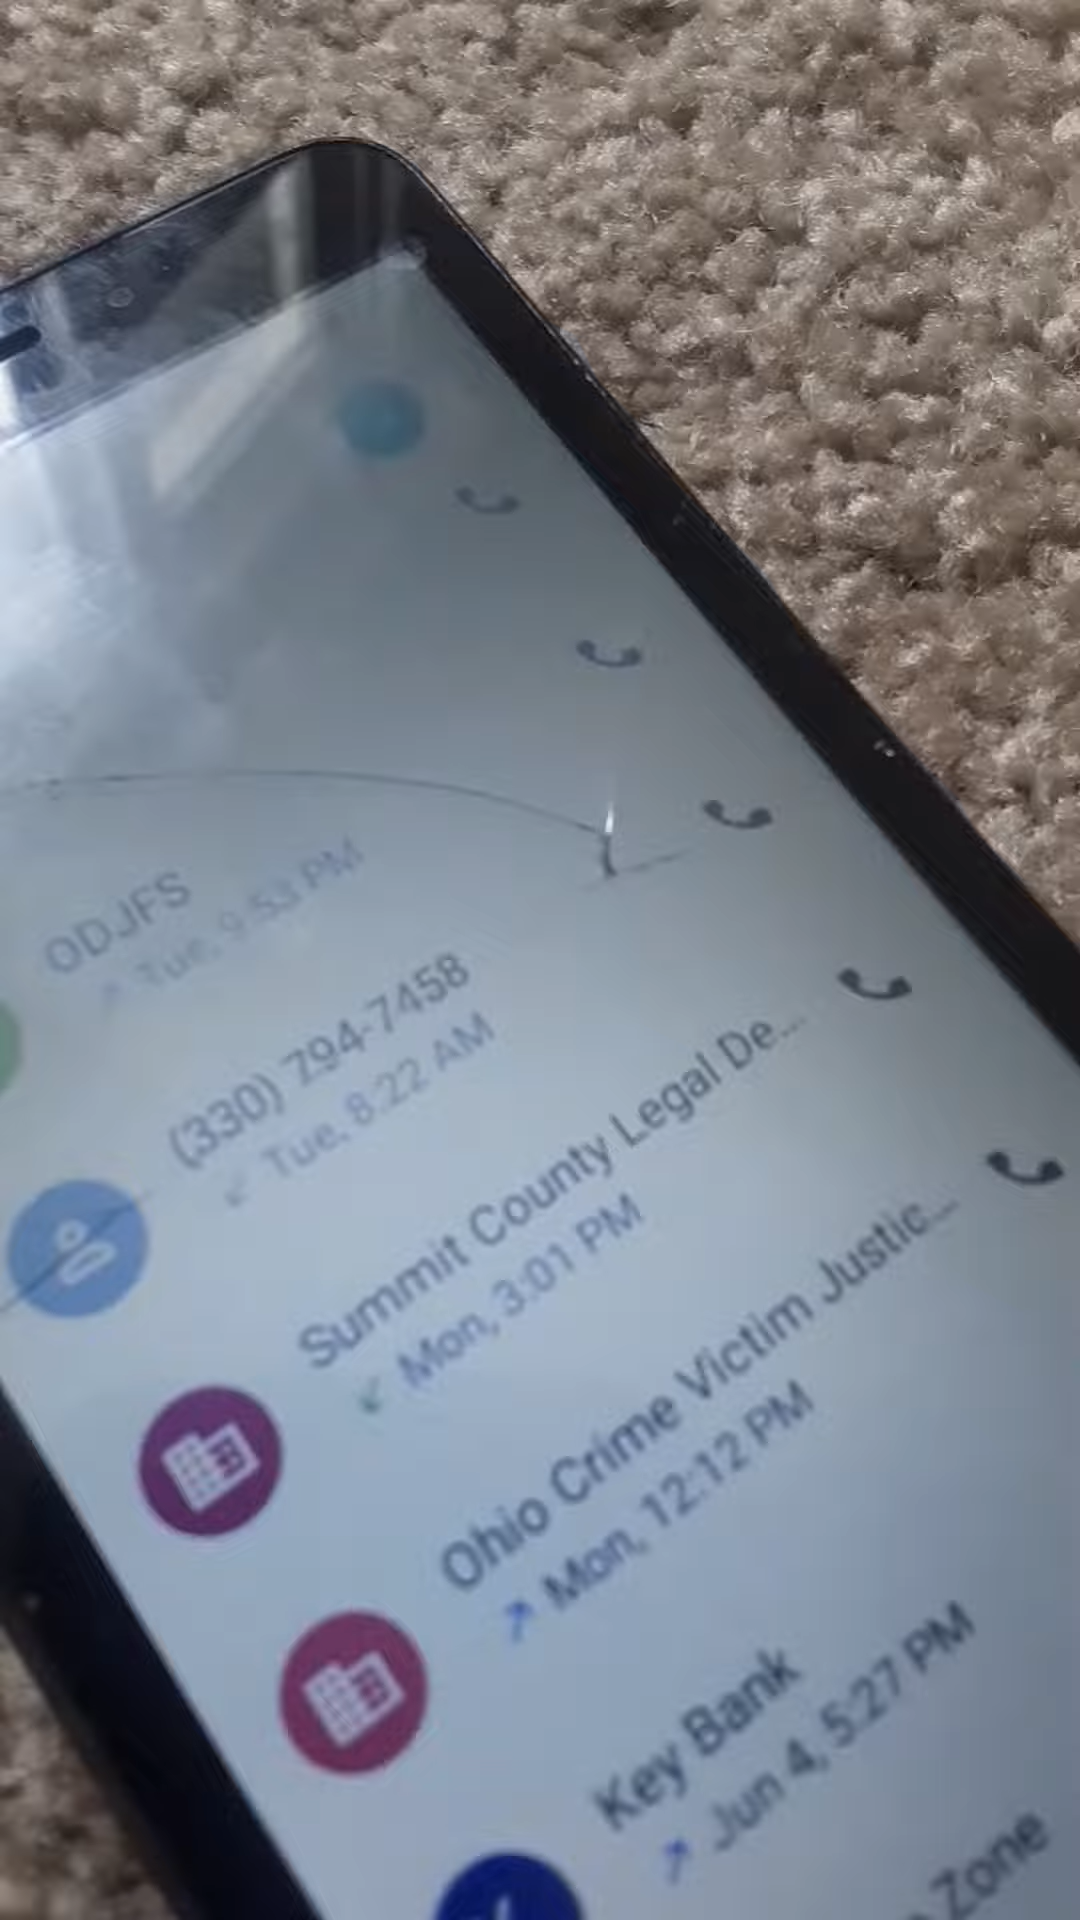 ODJFS
Tue, 9:53 PM
(330) 794-7458
Tue, 8:22 AM
Summit County Legal De...
Mon, 3:01 PM
Ohio Crime Victim Justic...
Mon, 12:12 PM
Key Bank
Jun 4, 5:27 PM
Zone